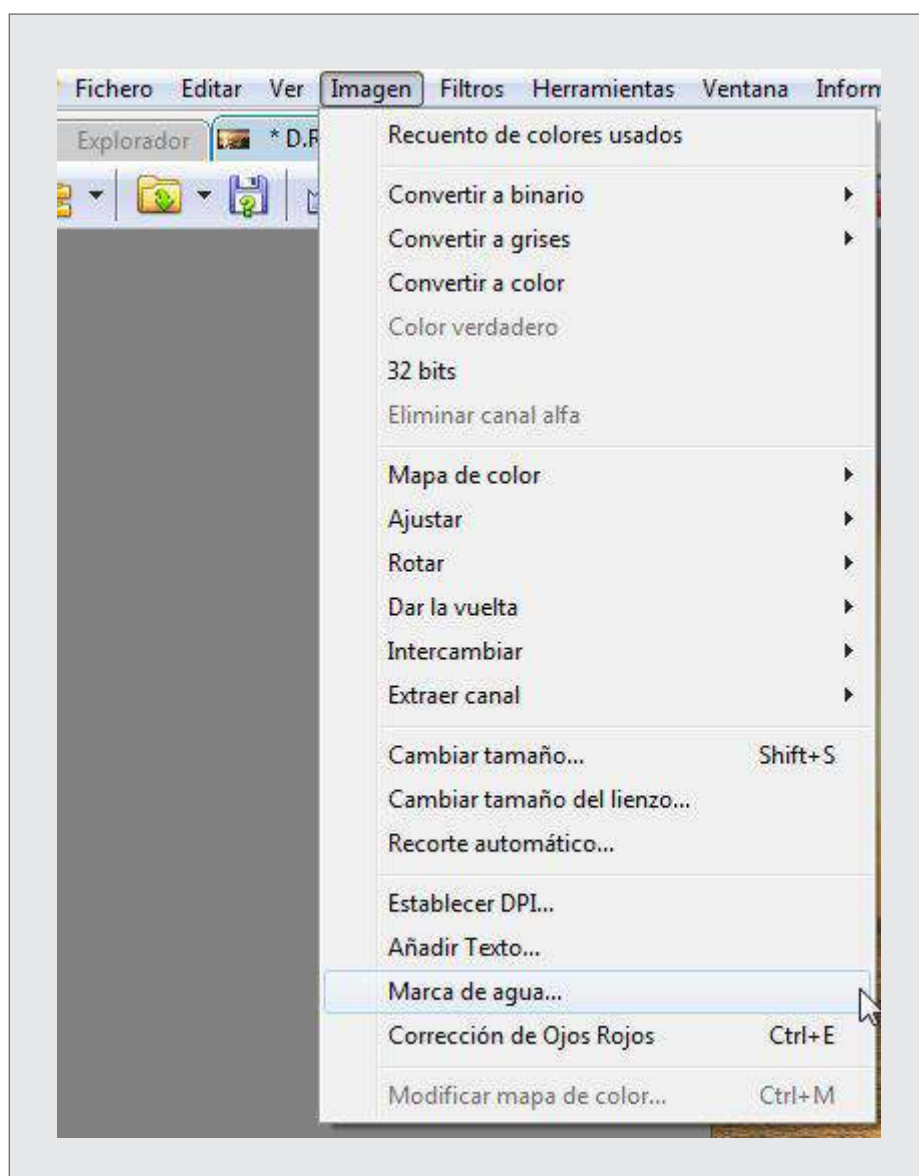 Fichero Editar Ver Imagen Filtros Herramientas Ventana
Explorador * D.R
Recuento de colores usados
Convertir a binario
Convertir a grises
Convertir a color
Color verdadero
32 bits
Eliminar canal alfa
Mapa de color
Ajustar
Rotar
Dar la vuelta
Intercambiar
Extraer canal
Cambiar tamaño... Shift+S
Cambiar tamaño del lienzo...
Recorte automático...
Establecer DPI...
Añadir Texto...
Marca de agua...
Corrección de Ojos Rojos Ctrl+E
Modificar mapa de color... Ctrl+M